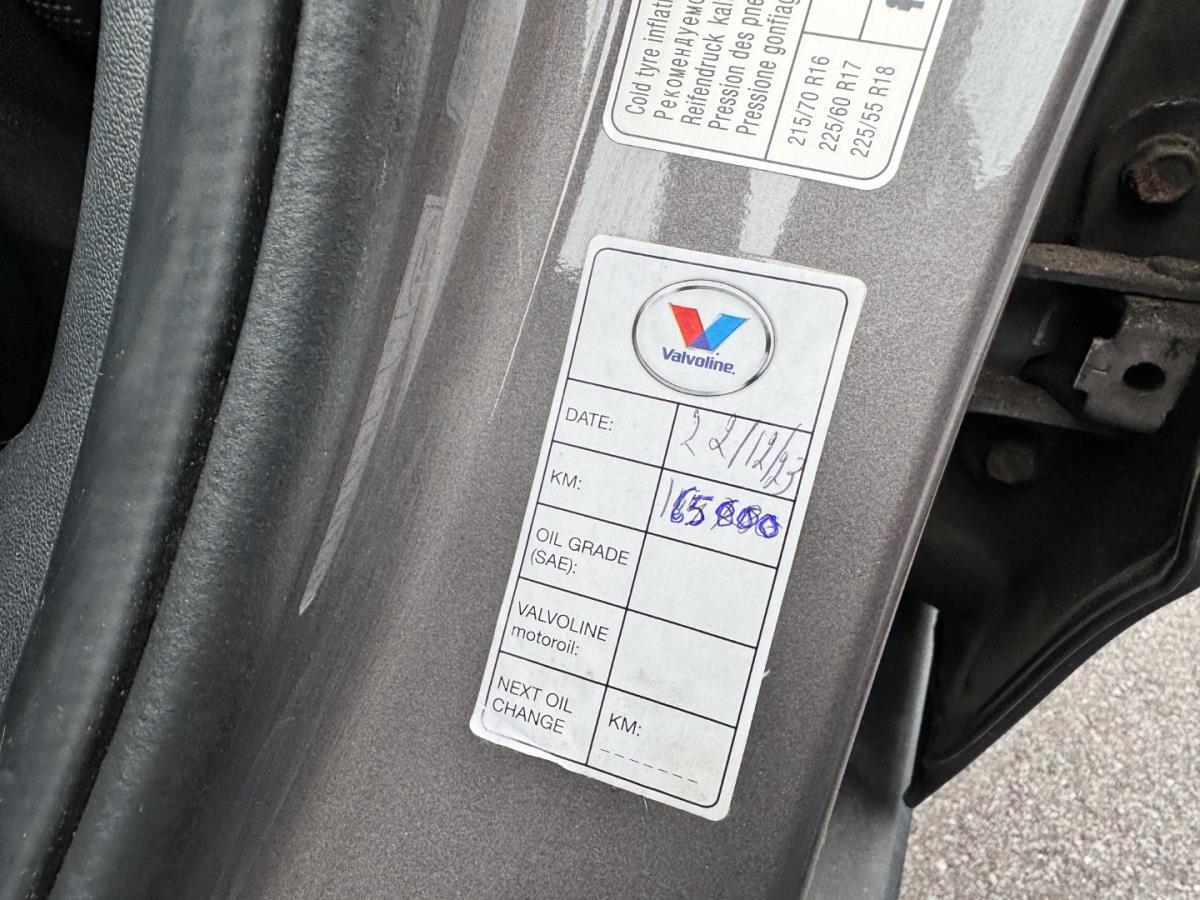 Cold tyre inflati
Рекомендуемо
Reifendruck kal
Pression des pne
Pressione gonfiag
215/70 R16
225/60 R17
225/55 R18
Valvoline.
DATE: 22/12/23
KM: 165000
OIL GRADE
(SAE):
VALVOLINE
motoroil:
NEXT OIL
CHANGE
KM: